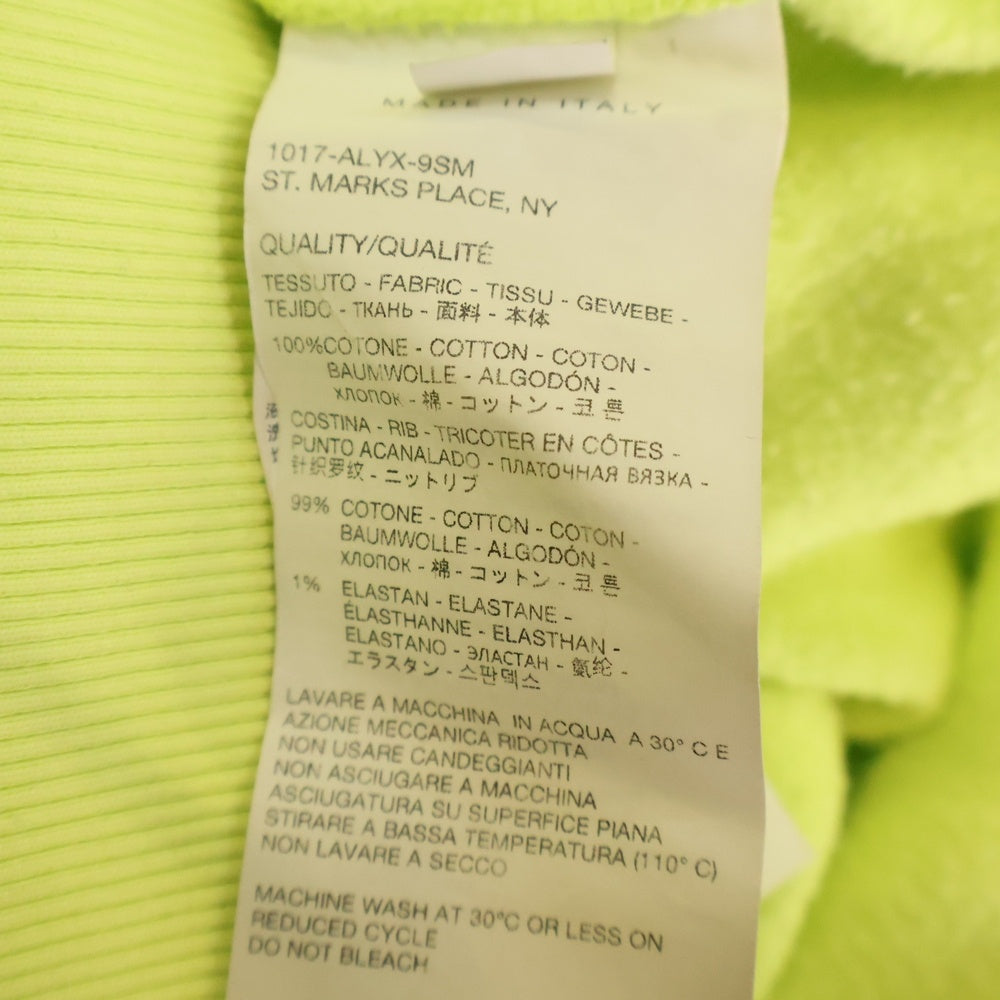 MADE IN ITALY
1017-ALYX-9SM
ST. MARKS PLACE, NY
QUALITY/QUALITÉ
TESSUTO - FABRIC - TISSU - GEWEBE -
TEJIDO - ТКАНЬ - 面料 - 本体
100%COTONE - COTTON - COTON -
BAUMWOLLE - ALGODÓN -
ХЛОПОК - 棉 - コットン - 코튼
COSTINA - RIB - TRICOTER EN CÔTES -
PUNTO ACANALADO - ПЛАТОЧНАЯ ВЯЗКА -
针织罗纹 - ニットリブ
99% COTONE - COTTON - COTON -
BAUMWOLLE - ALGODÓN -
ХЛОПОК - 棉 - コットン - 코튼
1% ELASTAN - ELASTANE -
ÉLASTHANNE - ELASTHAN -
ELASTANO - ЭЛАСТАН - 氨纶 -
エラスタン - 스판덱스
LAVARE A MACCHINA IN ACQUA A 30° C E
AZIONE MECCANICA RIDOTTA
NON USARE CANDEGGIANTI
NON ASCIUGARE A MACCHINA
ASCIUGATURA SU SUPERFICE PIANA
STIRARE A BASSA TEMPERATURA (110° C)
NON LAVARE A SECCO
MACHINE WASH AT 30°C OR LESS ON
REDUCED CYCLE
DO NOT BLEACH